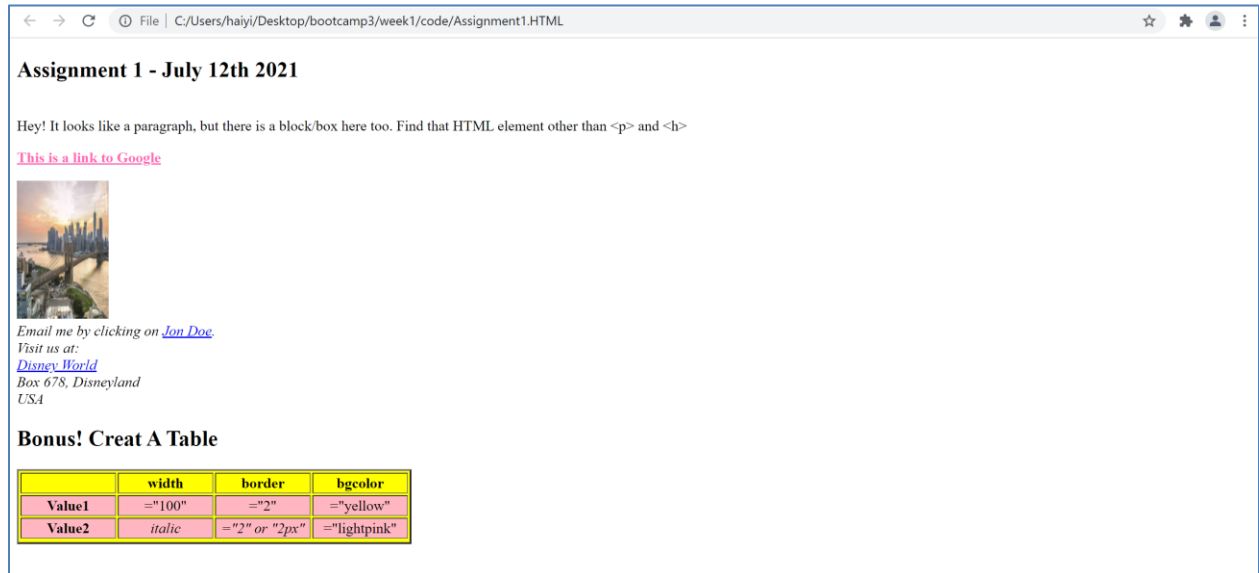 File | C:/Users/haiyi/Desktop/bootcamp3/week1/code/Assignment1.HTML
Assignment 1 - July 12th 2021
Hey! It looks like a paragraph, but there is a block/box here too. Find that HTML element other than <p> and <h>
This is a link to Google
Email me by clicking on Jon Doe.
Visit us at:
Disney World
Box 678, Disneyland
USA
Bonus! Creat A Table
width border bgcolor
Value1 ="100" ="2" ="yellow"
Value2 italic ="2" or "2px" ="lightpink"